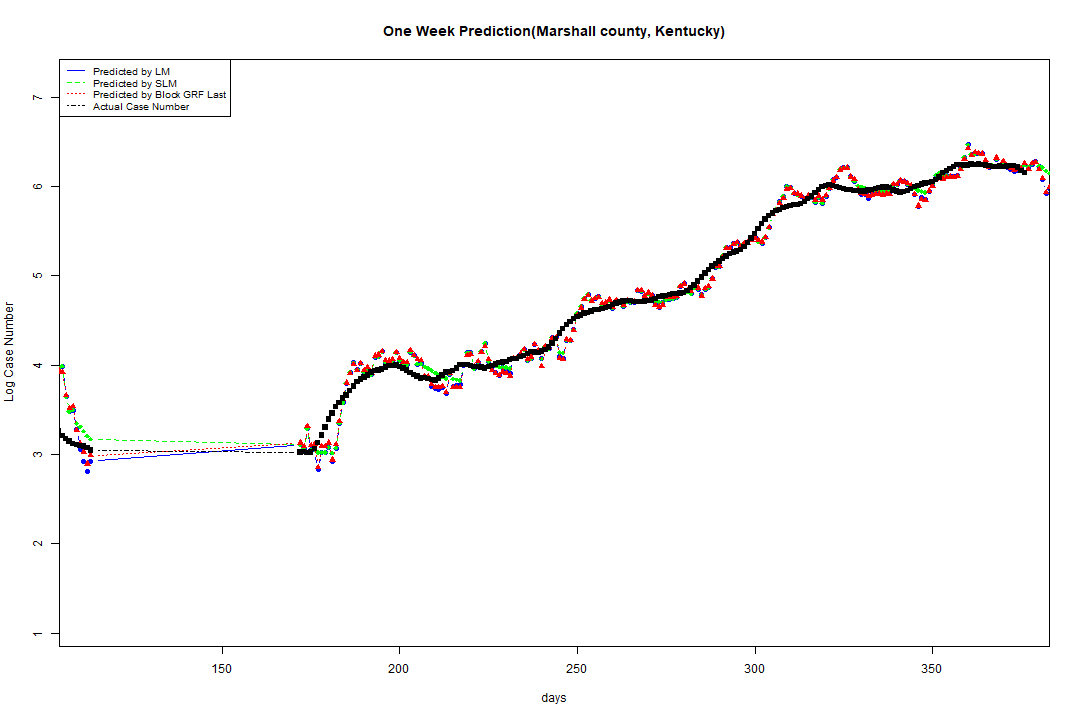 One Week Prediction(Marshall county, Kentucky)
Predicted by LM
Predicted by SLM
Predicted by Block GRF Last
Actual Case Number
7
6
5
4
3
2
1
Log Case Number
150 200 250 300 350
days